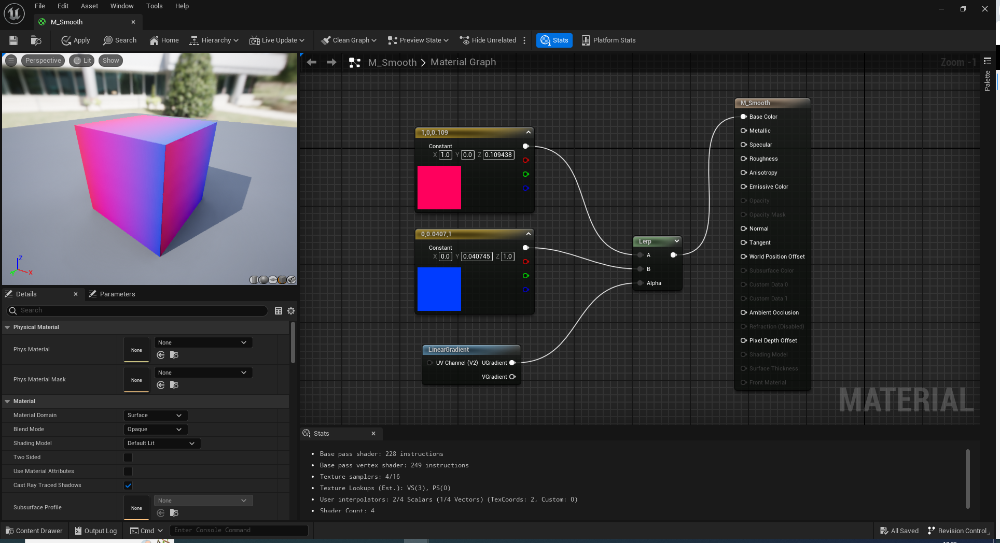 File Edit Asset Window Tools Help
M_Smooth
Apply Search Home Hierarchy Live Update Clean Graph Preview State Hide Unrelated Stats Platform Stats
Perspective Lit Show
M_Smooth > Material Graph
Zoom -1
Palette
M_Smooth
Base Color
Metallic
Specular
Roughness
Anisotropy
Emissive Color
Opacity
Opacity Mask
Normal
Tangent
World Position Offset
Subsurface Color
Custom Data 0
Custom Data 1
Ambient Occlusion
Refraction (Disabled)
Pixel Depth Offset
Shading Model
Surface Thickness
Front Material
1,0,0.109
Constant
X 1.0 Y 0.0 Z 0.109438
0,0.0407,1
Constant
X 0.0 Y 0.040745 Z 1.0
Lerp
A
B
Alpha
LinearGradient
UV Channel (V2) UGradient
VGradient
MATERIAL
Z
X
Details Parameters
Search
Physical Material
Phys Material None None
Phys Material Mask None None
Material
Material Domain Surface
Blend Mode Opaque
Shading Model Default Lit
Two Sided
Use Material Attributes
Cast Ray Traced Shadows
Subsurface Profile None None
Stats
Base pass shader: 228 instructions
Base pass vertex shader: 249 instructions
Texture samplers: 4/16
Texture Lookups (Est.): VS(3), PS(0)
User interpolators: 2/4 Scalars (1/4 Vectors) (TexCoords: 2, Custom: 0)
Shader Count: 4
Content Drawer Output Log Cmd Enter Console Command All Saved Revision Control